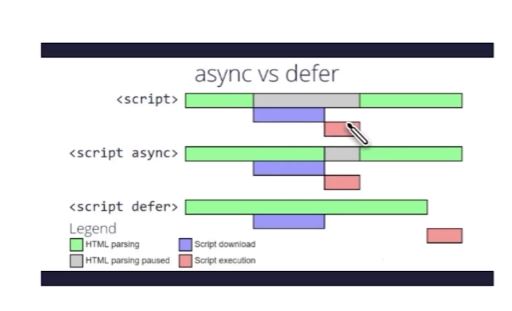 async vs defer
<script>
<script async>
<script defer>
Legend
HTML parsing
Script download
HTML parsing paused
Script execution